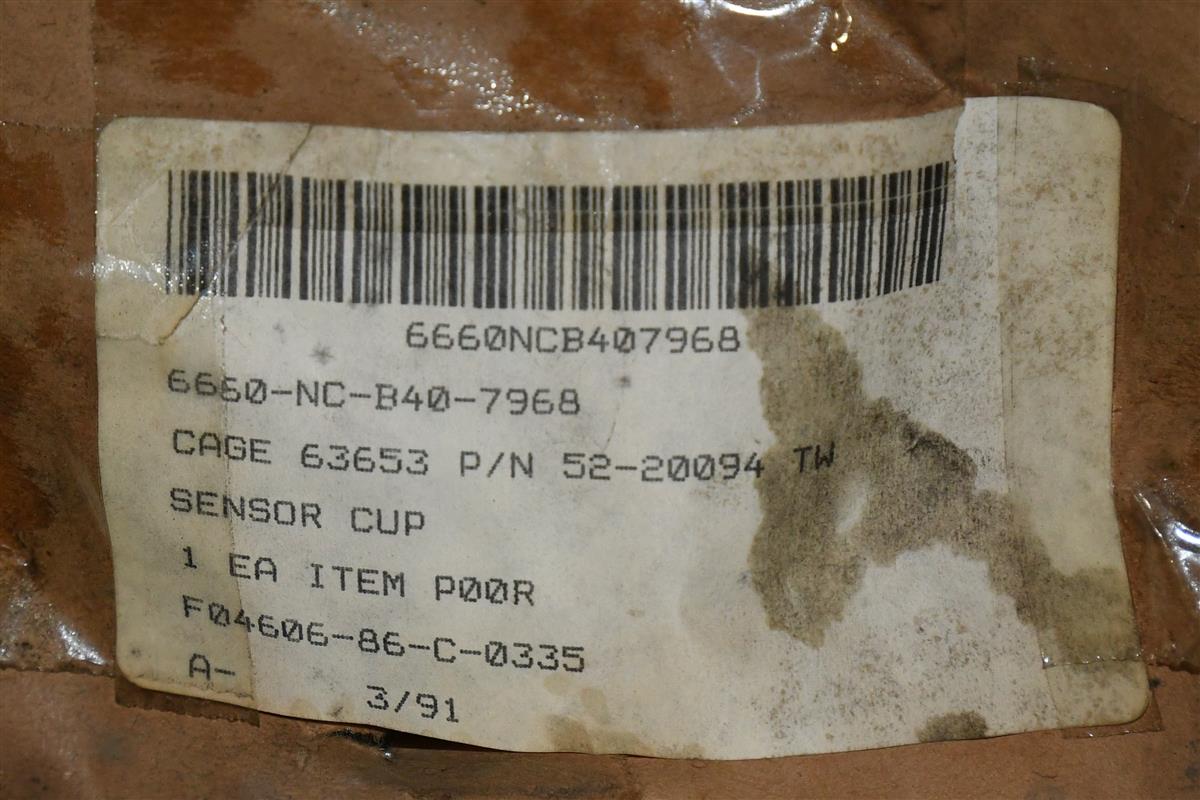 6660NCB407968
6660-NC-B40-7968
CAGE 63653 P/N 52-20094 TW
SENSOR CUP
1 EA ITEM P00R
F04606-86-C-0335
A-
3/91